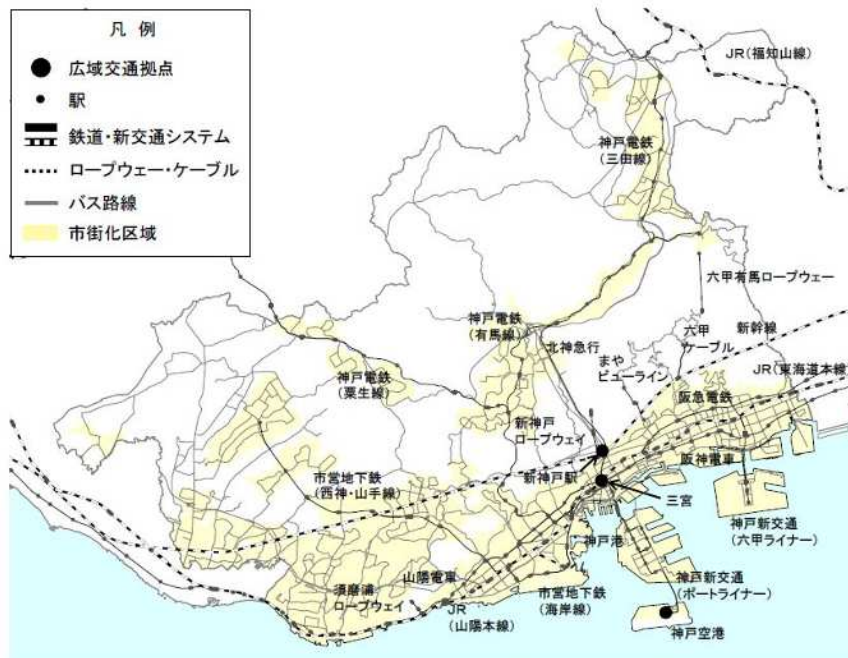 凡 例
広域交通拠点
駅
鉄道・新交通システム
ロープウェー・ケーブル
バス路線
市街化区域
JR(福知山線)
神戸電鉄
(三田線)
六甲有馬ロープウェー
神戸電鉄
(有馬線)
北神急行
六甲
ケーブル
新幹線
まや
ビューライン
JR(東海道本線)
神戸電鉄
(粟生線)
阪急電鉄
新神戸
ロープウェイ
市営地下鉄
(西神・山手線)
新神戸駅
阪神電車
三宮
神戸新交通
(六甲ライナー)
神戸港
山陽電車
須磨浦
ロープウェイ
市営地下鉄
(海岸線)
神戸新交通
(ポートライナー)
JR
(山陽本線)
神戸空港